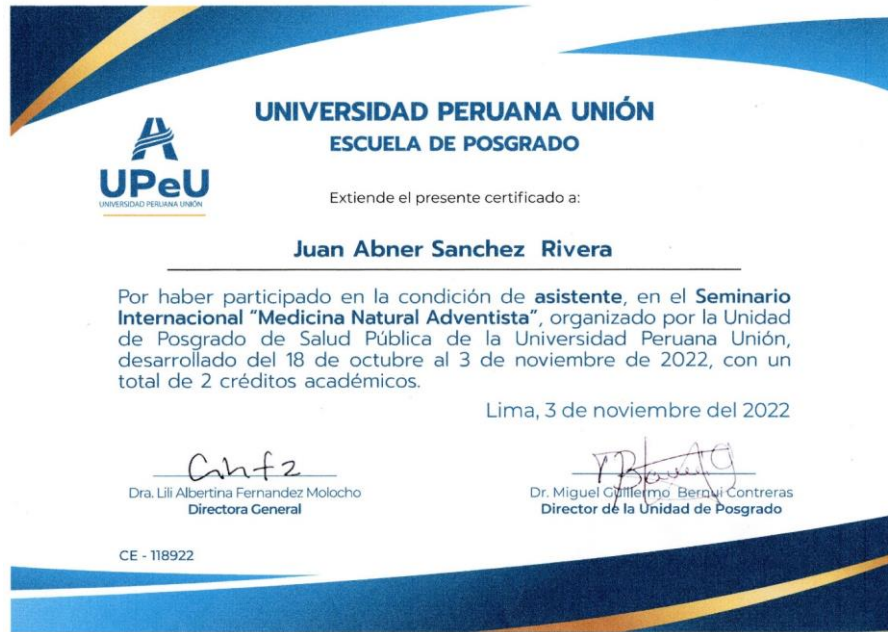 UNIVERSIDAD PERUANA UNIÓN
ESCUELA DE POSGRADO
UPeU
UNIVERSIDAD PERUANA UNIÓN
Extiende el presente certificado a:
Juan Abner Sanchez Rivera
Por haber participado en la condición de asistente, en el Seminario
Internacional “Medicina Natural Adventista”, organizado por la Unidad
de Posgrado de Salud Pública de la Universidad Peruana Unión,
desarrollado del 18 de octubre al 3 de noviembre de 2022, con un
total de 2 créditos académicos.
Lima, 3 de noviembre del 2022
Dra. Lili Albertina Fernandez Molocho
Directora General
Dr. Miguel Guillermo Berqui Contreras
Director de la Unidad de Posgrado
CE - 118922